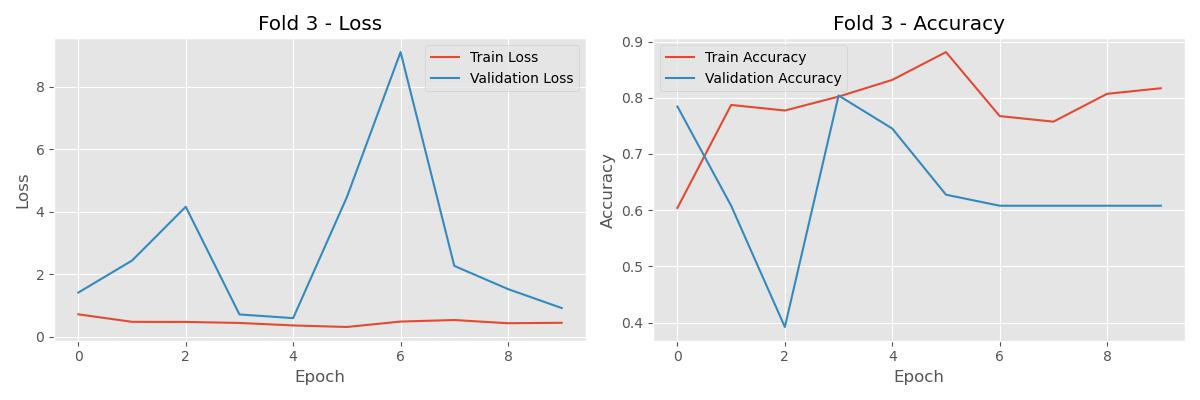 Fold 3 - Loss
Train Loss
Validation Loss
8
6
4
2
0
Loss
0 2 4 6 8
Epoch
Fold 3 - Accuracy
Train Accuracy
Validation Accuracy
0.9
0.8
0.7
0.6
0.5
0.4
Accuracy
0 2 4 6 8
Epoch